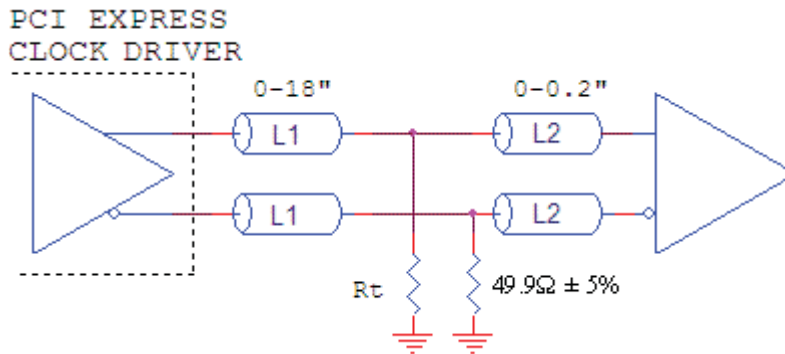 PCI EXPRESS
CLOCK DRIVER
0-18"
0-0.2"
L1
L2
L1
L2
Rt
49.9Ω ± 5%